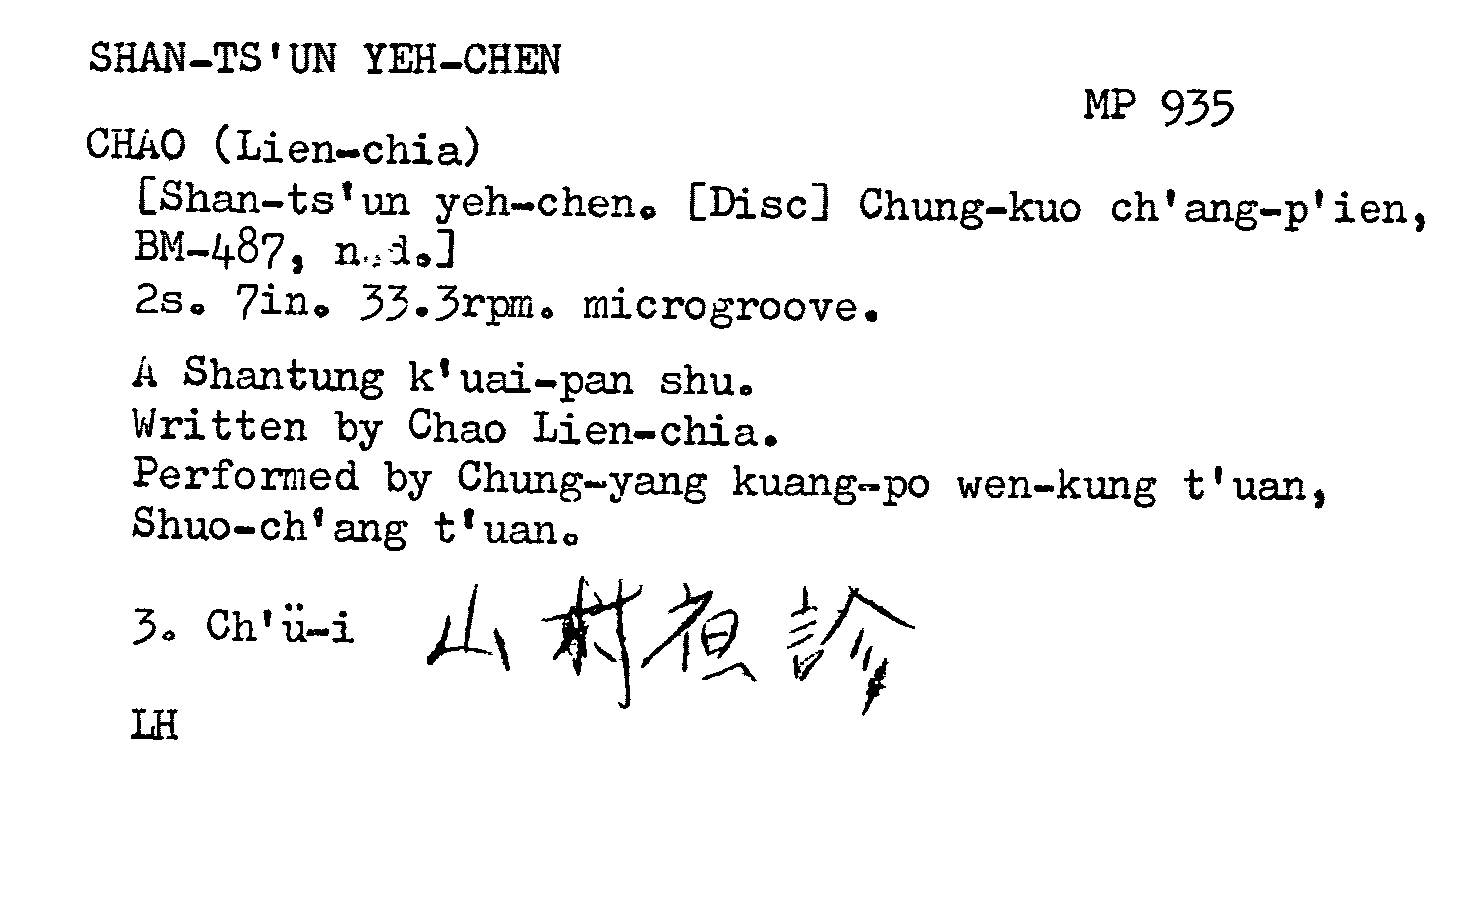 SHAN-TS'UN YEH-CHEN
MP 935
CHAO (Lien-chia)
[Shan-ts'un yeh-chen. [Disc] Chung-kuo ch'ang-p'ien,
BM-487, n.d.]
2s. 7in. 33.3rpm. microgroove.
A Shantung k'uai-pan shu.
Written by Chao Lien-chia.
Performed by Chung-yang kuang-po wen-kung t'uan,
Shuo-ch'ang t'uan.
3. Ch'ü-i 山村夜診
LH